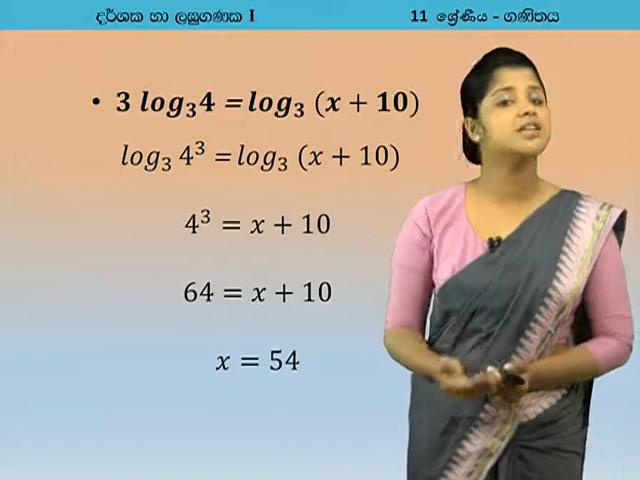 දර්ශක හා ලඝුගණක I
11 ශ්‍රේණිය - ගණිතය
• 3 log₃4 = log₃ (x + 10)
log₃ 4³ = log₃ (x + 10)
4³ = x + 10
64 = x + 10
x = 54